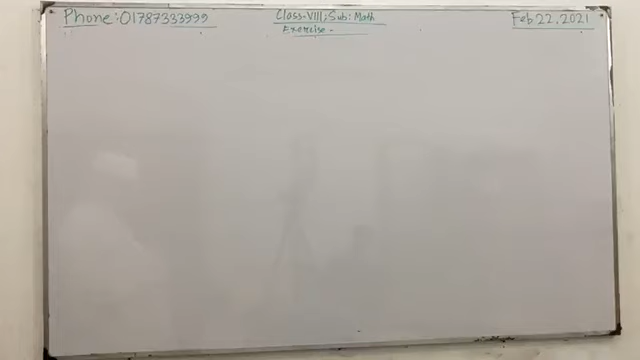 Phone: 01787333999
Class-VIII; Sub: Math
Exercise-
Feb 22, 2021